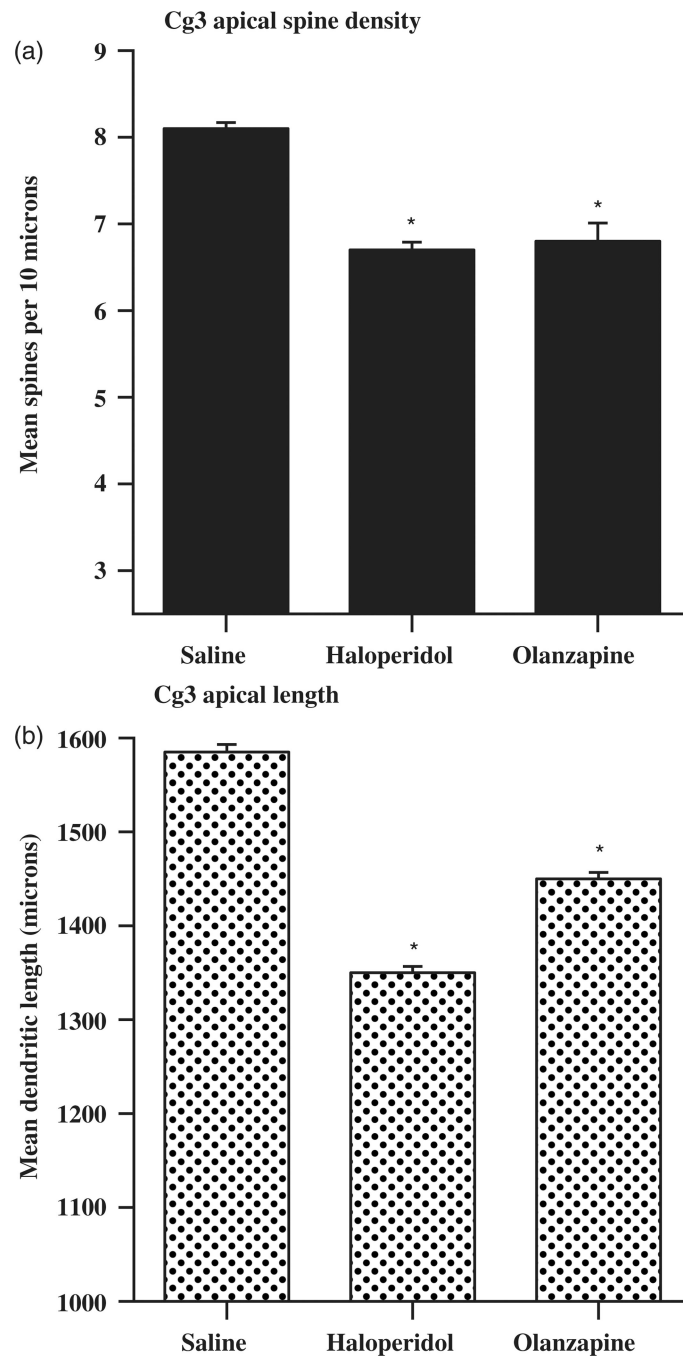 Cg3 apical spine density
(a)
9
8
7
6
5
4
3
Mean spines per 10 microns
*
*
Saline Haloperidol Olanzapine
Cg3 apical length
(b)
1600
1500
1400
1300
1200
1100
1000
Mean dendritic length (microns)
*
*
Saline Haloperidol Olanzapine